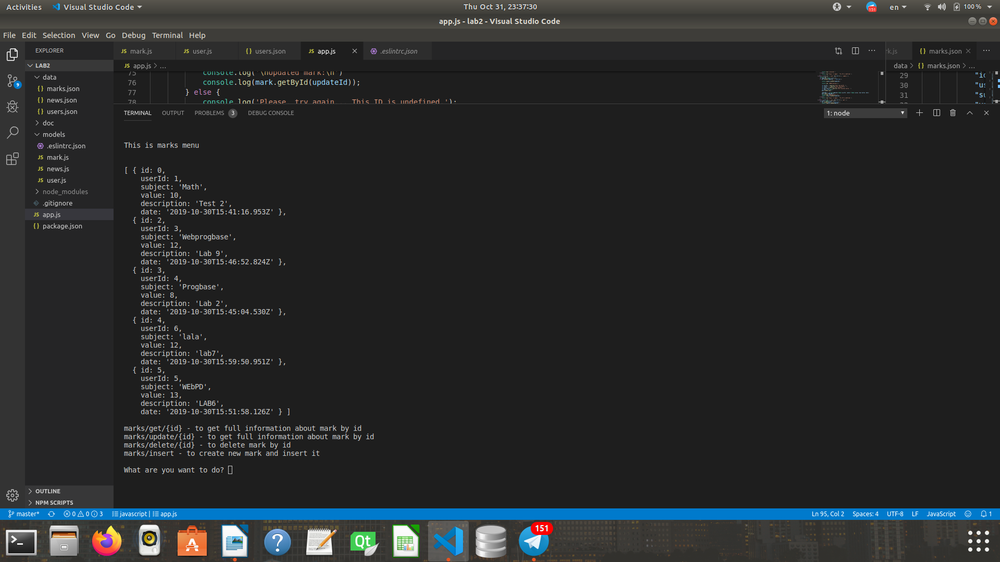 Activities Visual Studio Code Thu Oct 31, 23:37:30 151 en 100 %
app.js - lab2 - Visual Studio Code
File Edit Selection View Go Debug Terminal Help
EXPLORER
LAB2
data
marks.json
news.json
users.json
doc
models
.eslintrc.json
mark.js
news.js
user.js
node_modules
.gitignore
app.js
package.json
OUTLINE
NPM SCRIPTS
9
JS mark.js JS user.js {} users.json JS app.js .eslintrc.json
JS app.js > ...
75 console.log('\nUpdated mark:\n')
76 console.log(mark.getById(updateId));
77 } else {
78 console.log('Please, try again... This ID is undefined.');
rk.js {} marks.json
data > {} marks.json > ...
29 "id
30 "us
31 "su
TERMINAL OUTPUT PROBLEMS 3 DEBUG CONSOLE 1: node
This is marks menu
[ { id: 0,
userId: 1,
subject: 'Math',
value: 10,
description: 'Test 2',
date: '2019-10-30T15:41:16.953Z' },
{ id: 2,
userId: 3,
subject: 'Webprogbase',
value: 12,
description: 'Lab 9',
date: '2019-10-30T15:46:52.824Z' },
{ id: 3,
userId: 4,
subject: 'Progbase',
value: 8,
description: 'Lab 2',
date: '2019-10-30T15:45:04.530Z' },
{ id: 4,
userId: 6,
subject: 'lala',
value: 12,
description: 'lab7',
date: '2019-10-30T15:59:50.951Z' },
{ id: 5,
userId: 5,
subject: 'WEbPD',
value: 13,
description: 'LAB6',
date: '2019-10-30T15:51:58.126Z' } ]
marks/get/{id} - to get full information about mark by id
marks/update/{id} - to get full information about mark by id
marks/delete/{id} - to delete mark by id
marks/insert - to create new mark and insert it
What are you want to do?
master* 0 0 3 javascript | app.js Ln 95, Col 2 Spaces: 4 UTF-8 LF JavaScript 1
Qt
151